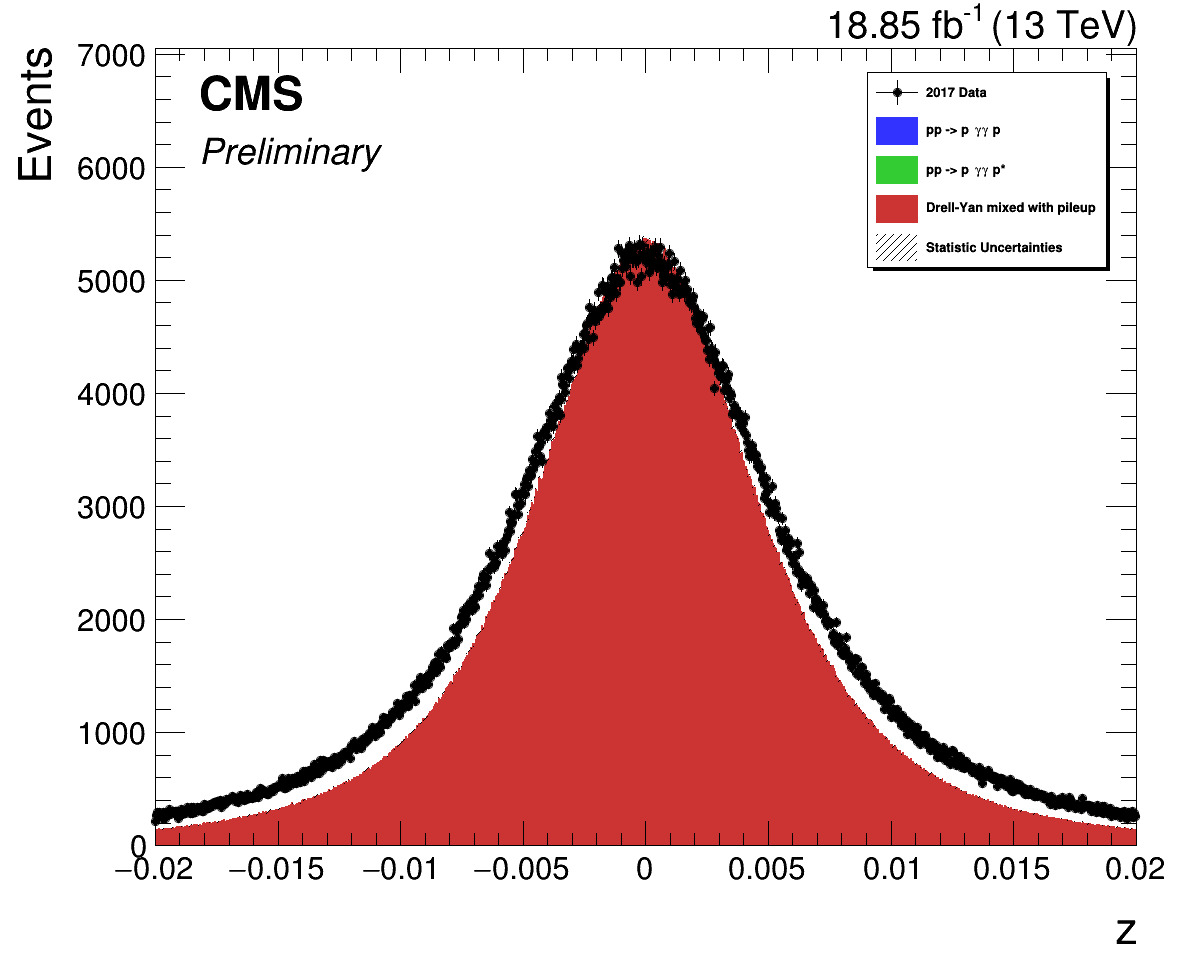 18.85 fb⁻¹ (13 TeV)
Events
7000
6000
5000
4000
3000
2000
1000
0
CMS
Preliminary
2017 Data
pp -> p γγ p
pp -> p γγ p*
Drell-Yan mixed with pileup
Statistic Uncertainties
−0.02 −0.015 −0.01 −0.005 0 0.005 0.01 0.015 0.02
z